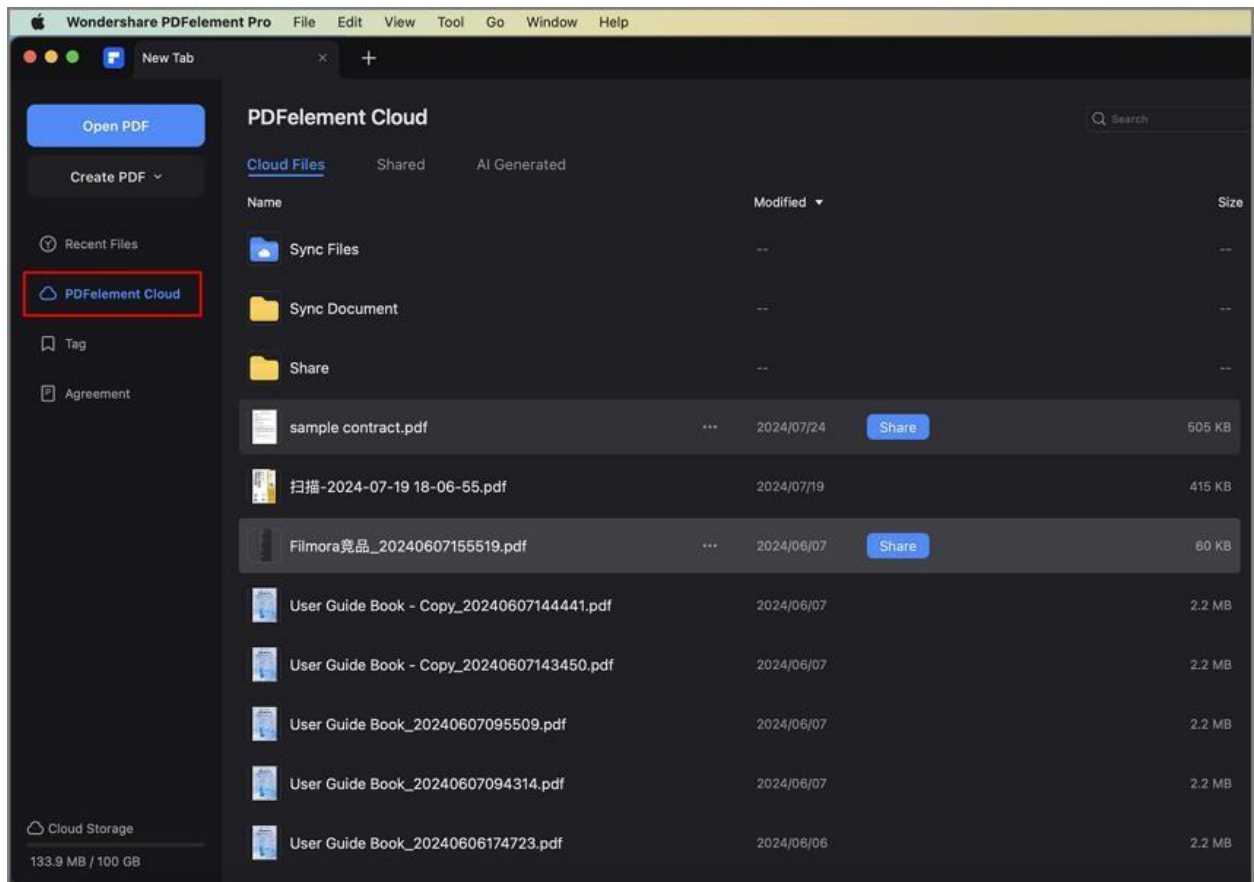 Wondershare PDFelement Pro File Edit View Tool Go Window Help
New Tab
Open PDF
Create PDF
Recent Files
PDFelement Cloud
Tag
Agreement
Cloud Storage
133.9 MB / 100 GB
PDFelement Cloud
Search
Cloud Files Shared AI Generated
Name Modified Size
Sync Files -- --
Sync Document -- --
Share -- --
sample contract.pdf ••• 2024/07/24 Share 505 KB
扫描-2024-07-19 18-06-55.pdf 2024/07/19 415 KB
Filmora竞品_20240607155519.pdf ••• 2024/06/07 Share 60 KB
User Guide Book - Copy_20240607144441.pdf 2024/06/07 2.2 MB
User Guide Book - Copy_20240607143450.pdf 2024/06/07 2.2 MB
User Guide Book_20240607095509.pdf 2024/06/07 2.2 MB
User Guide Book_20240607094314.pdf 2024/06/07 2.2 MB
User Guide Book_20240606174723.pdf 2024/06/06 2.2 MB